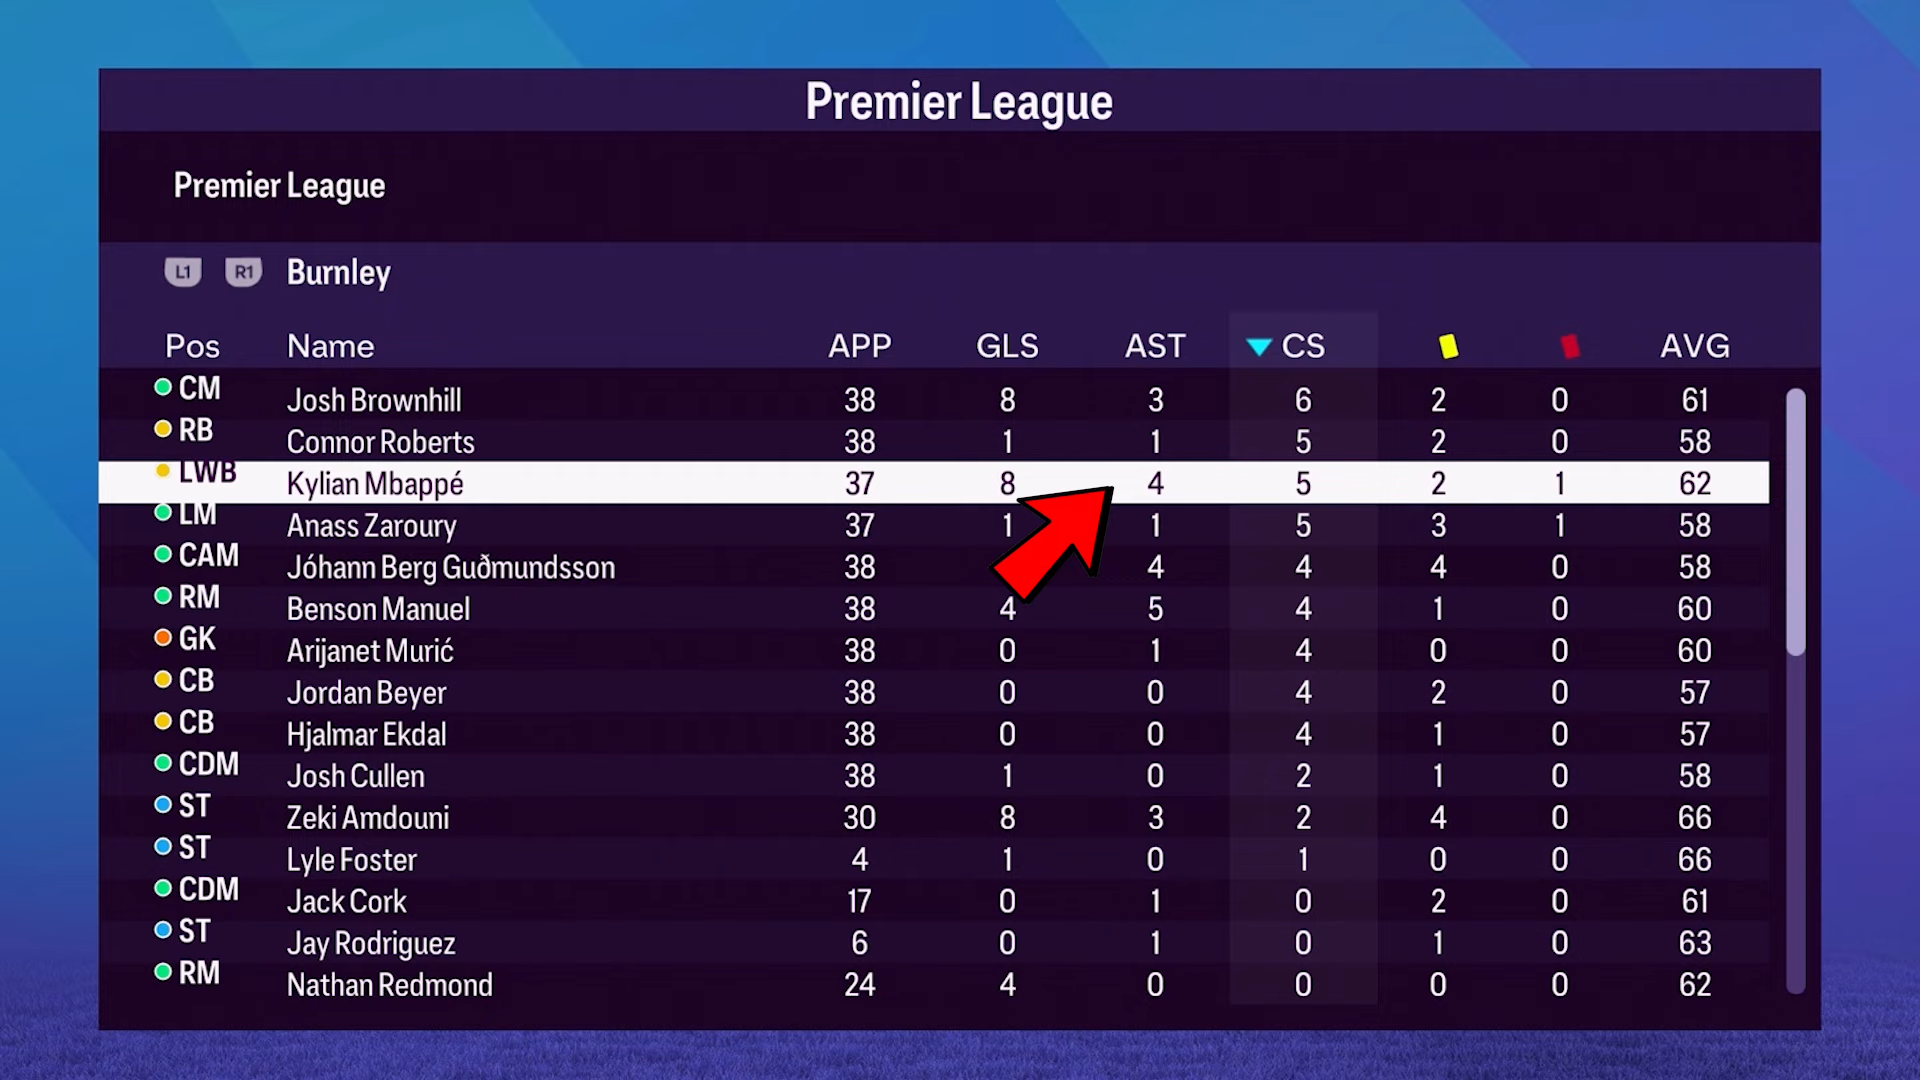 Premier League
Premier League
L1 R1 Burnley
Pos Name APP GLS AST CS AVG
CM Josh Brownhill 38 8 3 6 2 0 61
RB Connor Roberts 38 1 1 5 2 0 58
LWB Kylian Mbappé 37 8 4 5 2 1 62
LM Anass Zaroury 37 1 1 5 3 1 58
CAM Jóhann Berg Guðmundsson 38 4 4 4 0 58
RM Benson Manuel 38 4 5 4 1 0 60
GK Arijanet Murić 38 0 1 4 0 0 60
CB Jordan Beyer 38 0 0 4 2 0 57
CB Hjalmar Ekdal 38 0 0 4 1 0 57
CDM Josh Cullen 38 1 0 2 1 0 58
ST Zeki Amdouni 30 8 3 2 4 0 66
ST Lyle Foster 4 1 0 1 0 0 66
CDM Jack Cork 17 0 1 0 2 0 61
ST Jay Rodriguez 6 0 1 0 1 0 63
RM Nathan Redmond 24 4 0 0 0 0 62